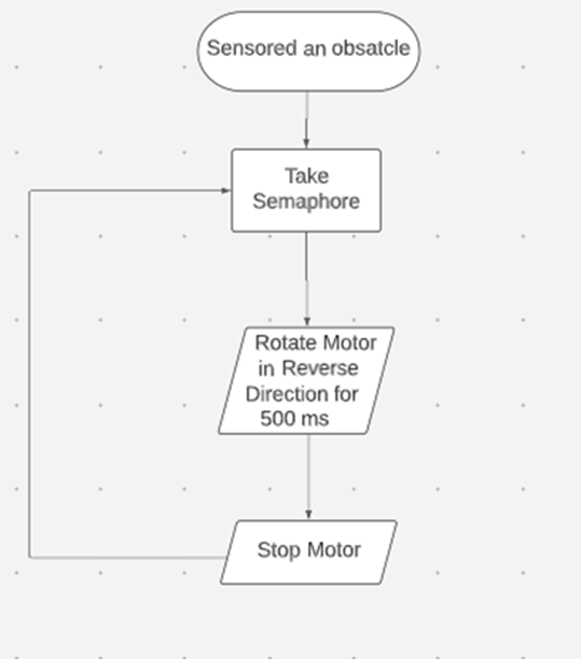 Sensored an obsatcle
Take
Semaphore
Rotate Motor
in Reverse
Direction for
500 ms
Stop Motor